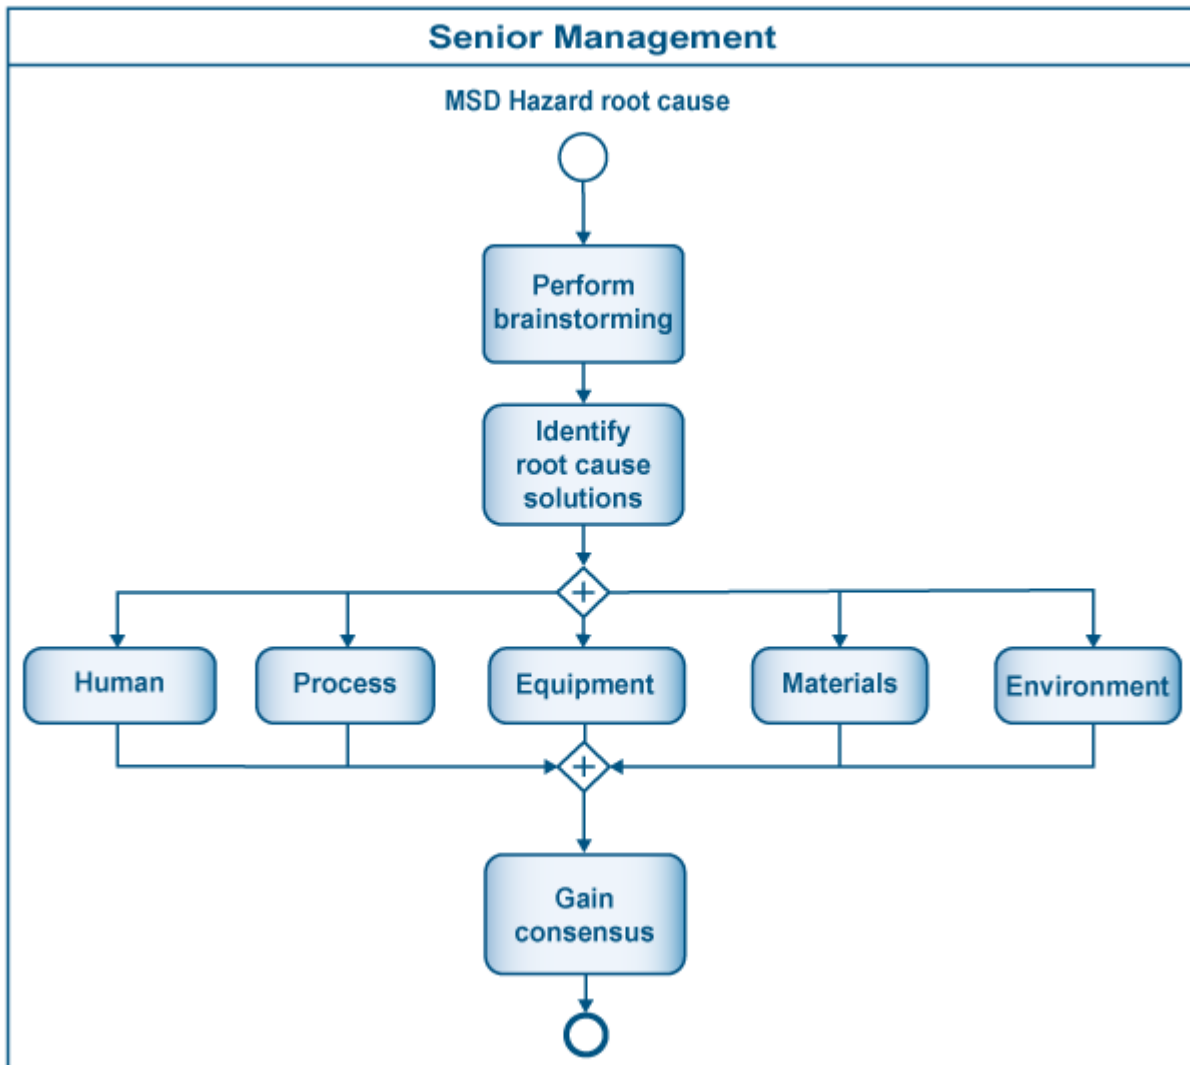 Senior Management
MSD Hazard root cause
Perform
brainstorming
Identify
root cause
solutions
Human
Process
Equipment
Materials
Environment
Gain
consensus